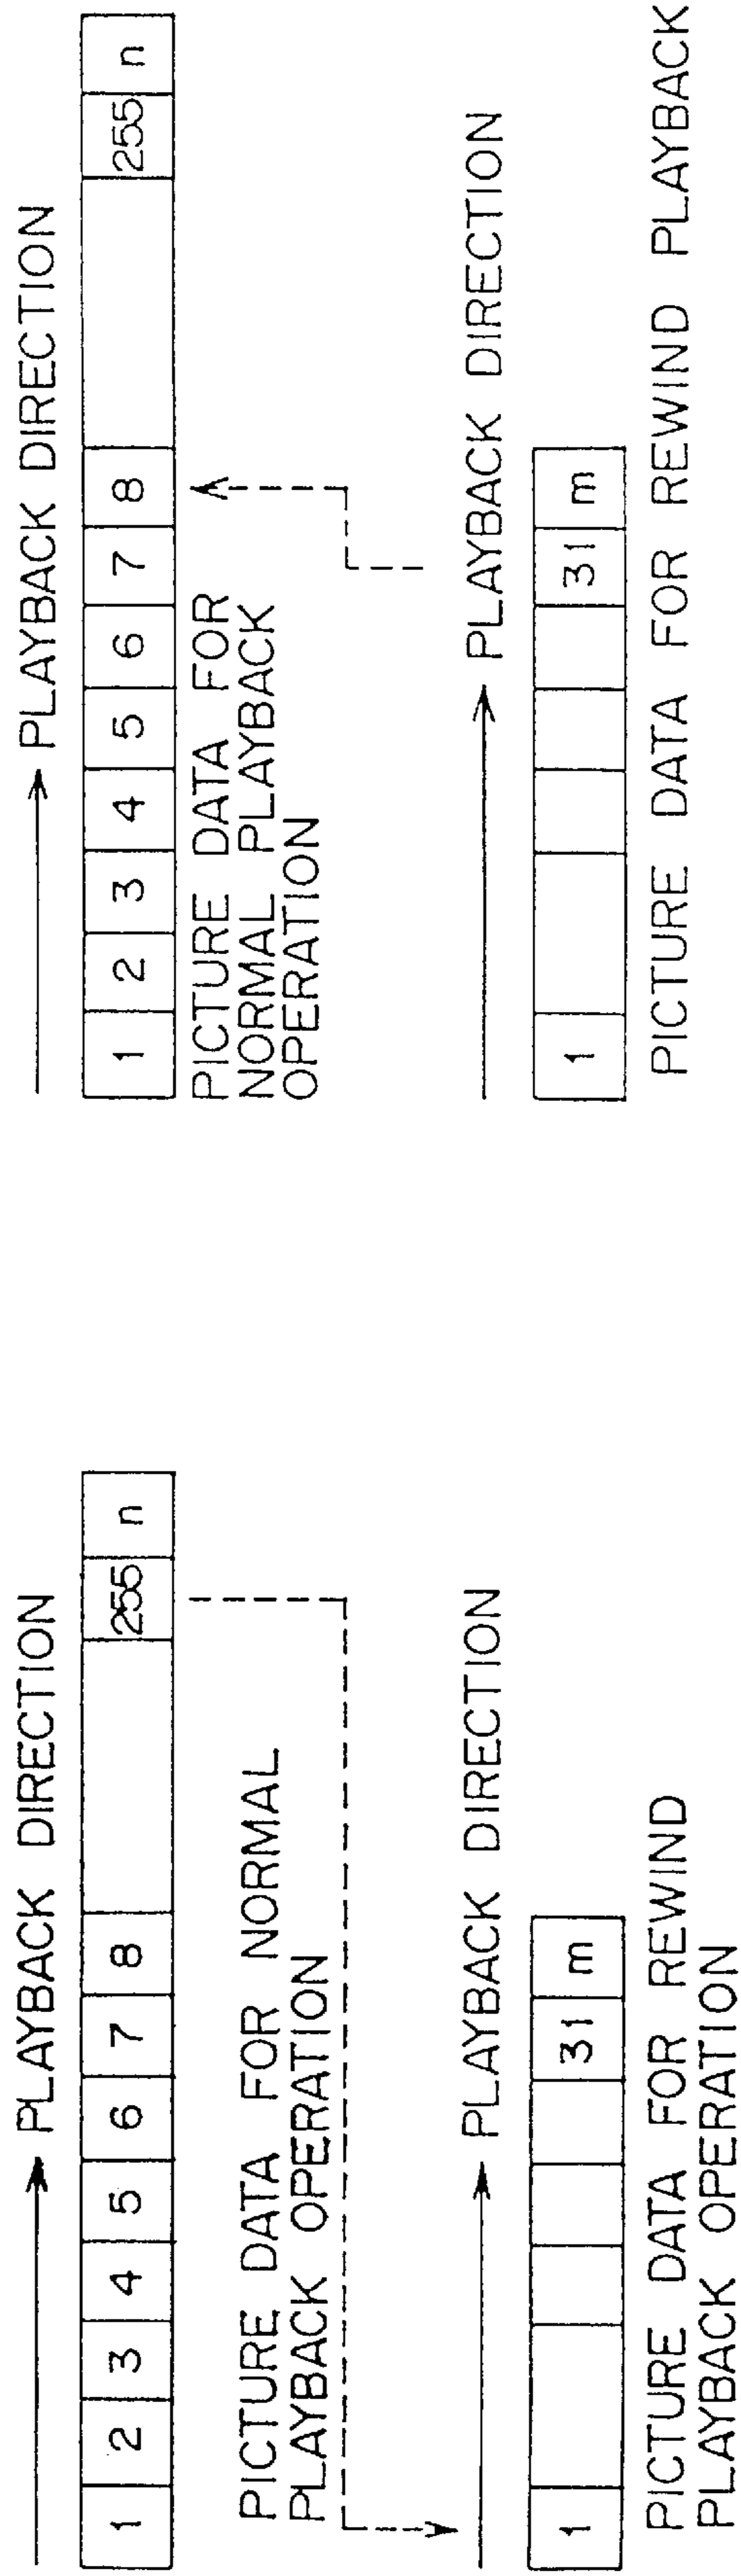 PLAYBACK DIRECTION
1 2 3 4 5 6 7 8 255 n
PICTURE DATA FOR NORMAL
PLAYBACK OPERATION
PLAYBACK DIRECTION
1 31 m
PICTURE DATA FOR REWIND
PLAYBACK OPERATION
PLAYBACK DIRECTION
1 2 3 4 5 6 7 8 255 n
PICTURE DATA FOR
NORMAL PLAYBACK
OPERATION
PLAYBACK DIRECTION
1 31 m
PICTURE DATA FOR REWIND PLAYBACK